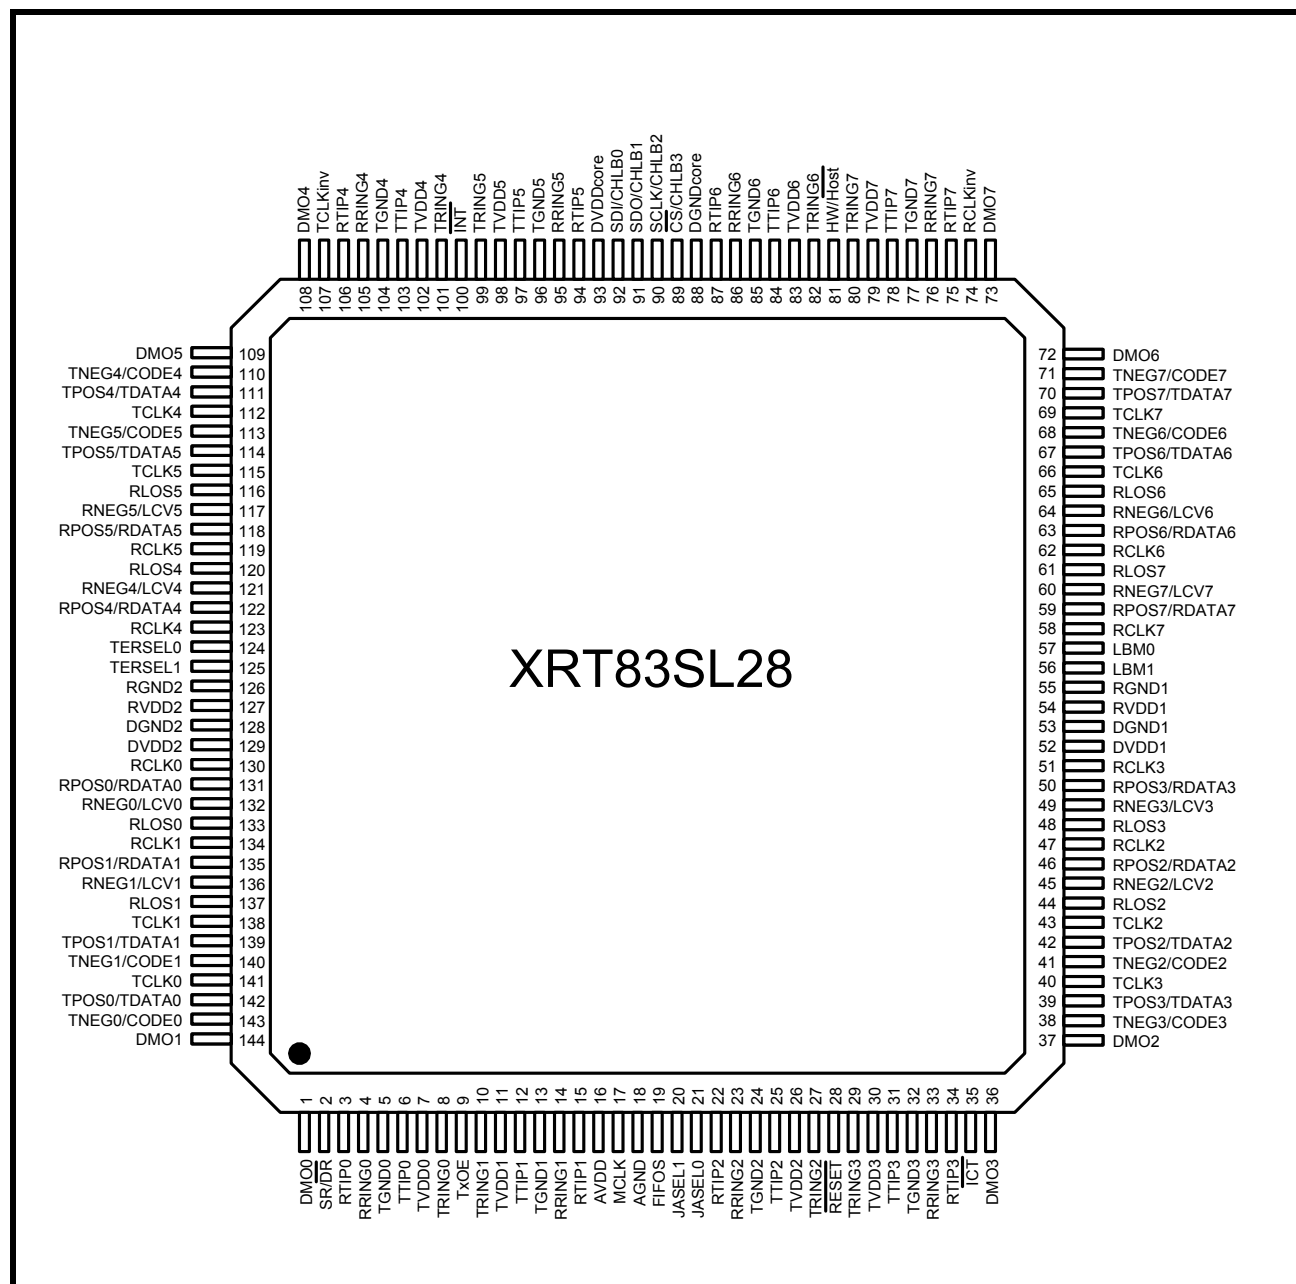 DMO4
TCLKinv
RTIP4
RRING4
TGND4
TTIP4
TVDD4
TRING4
INT
TRING5
TVDD5
TTIP5
TGND5
RRING5
RTIP5
DVDDcore
SDI/CHLB0
SDO/CHLB1
SCLK/CHLB2
CS/CHLB3
DGNDcore
RTIP6
RRING6
TGND6
TTIP6
TVDD6
TRING6
HW/Host
TRING7
TVDD7
TTIP7
TGND7
RRING7
RTIP7
RCLKinv
DMO7
108
107
106
105
104
103
102
101
100
99
98
97
96
95
94
93
92
91
90
89
88
87
86
85
84
83
82
81
80
79
78
77
76
75
74
73
DMO5 109
TNEG4/CODE4 110
TPOS4/TDATA4 111
TCLK4 112
TNEG5/CODE5 113
TPOS5/TDATA5 114
TCLK5 115
RLOS5 116
RNEG5/LCV5 117
RPOS5/RDATA5 118
RCLK5 119
RLOS4 120
RNEG4/LCV4 121
RPOS4/RDATA4 122
RCLK4 123
TERSEL0 124
TERSEL1 125
RGND2 126
RVDD2 127
DGND2 128
DVDD2 129
RCLK0 130
RPOS0/RDATA0 131
RNEG0/LCV0 132
RLOS0 133
RCLK1 134
RPOS1/RDATA1 135
RNEG1/LCV1 136
RLOS1 137
TCLK1 138
TPOS1/TDATA1 139
TNEG1/CODE1 140
TCLK0 141
TPOS0/TDATA0 142
TNEG0/CODE0 143
DMO1 144
XRT83SL28
72 DMO6
71 TNEG7/CODE7
70 TPOS7/TDATA7
69 TCLK7
68 TNEG6/CODE6
67 TPOS6/TDATA6
66 TCLK6
65 RLOS6
64 RNEG6/LCV6
63 RPOS6/RDATA6
62 RCLK6
61 RLOS7
60 RNEG7/LCV7
59 RPOS7/RDATA7
58 RCLK7
57 LBM0
56 LBM1
55 RGND1
54 RVDD1
53 DGND1
52 DVDD1
51 RCLK3
50 RPOS3/RDATA3
49 RNEG3/LCV3
48 RLOS3
47 RCLK2
46 RPOS2/RDATA2
45 RNEG2/LCV2
44 RLOS2
43 TCLK2
42 TPOS2/TDATA2
41 TNEG2/CODE2
40 TCLK3
39 TPOS3/TDATA3
38 TNEG3/CODE3
37 DMO2
1
2
3
4
5
6
7
8
9
10
11
12
13
14
15
16
17
18
19
20
21
22
23
24
25
26
27
28
29
30
31
32
33
34
35
36
DMO0
SR/DR
RTIP0
RRING0
TGND0
TTIP0
TVDD0
TRING0
TxOE
TRING1
TVDD1
TTIP1
TGND1
RRING1
RTIP1
AVDD
MCLK
AGND
FIFOS
JASEL1
JASEL0
RTIP2
RRING2
TGND2
TTIP2
TVDD2
TRING2
RESET
TRING3
TVDD3
TTIP3
TGND3
RRING3
RTIP3
ICT
DMO3